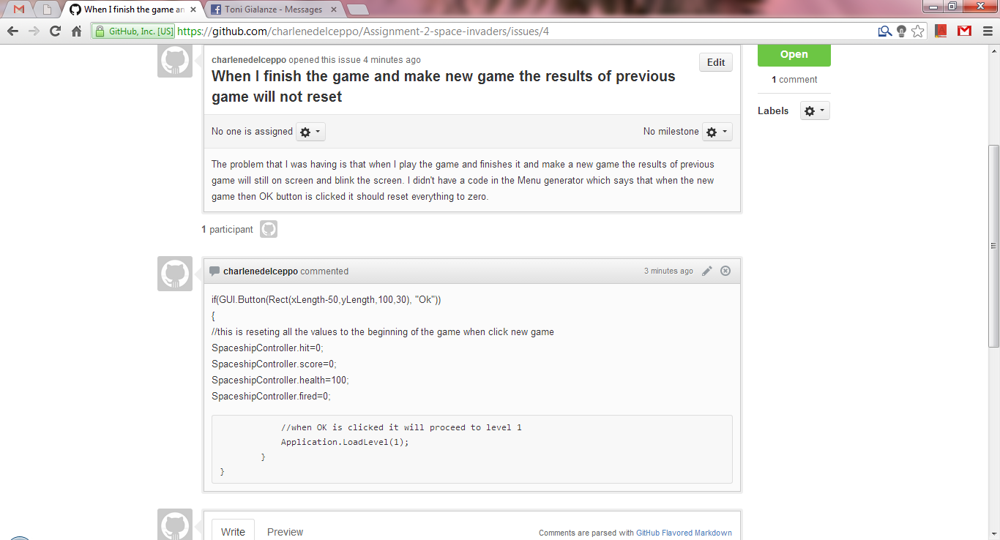 When I finish the game an
Toni Gialanze - Messages
GitHub, Inc. [US] https://github.com/charlenedelceppo/Assignment-2-space-invaders/issues/4
charlenedelceppo opened this issue 4 minutes ago
Edit
Open
When I finish the game and make new game the results of previous
game will not reset
1 comment
Labels
No one is assigned
No milestone
The problem that I was having is that when I play the game and finishes it and make a new game the results of previous
game will still on screen and blink the screen. I didn't have a code in the Menu generator which says that when the new
game then OK button is clicked it should reset everything to zero.
1 participant
charlenedelceppo commented
3 minutes ago
if(GUI.Button(Rect(xLength-50,yLength,100,30), "Ok"))
{
//this is reseting all the values to the beginning of the game when click new game
SpaceshipController.hit=0;
SpaceshipController.score=0;
SpaceshipController.health=100;
SpaceshipController.fired=0;
//when OK is clicked it will proceed to level 1
Application.LoadLevel(1);
}
}
Write
Preview
Comments are parsed with GitHub Flavored Markdown